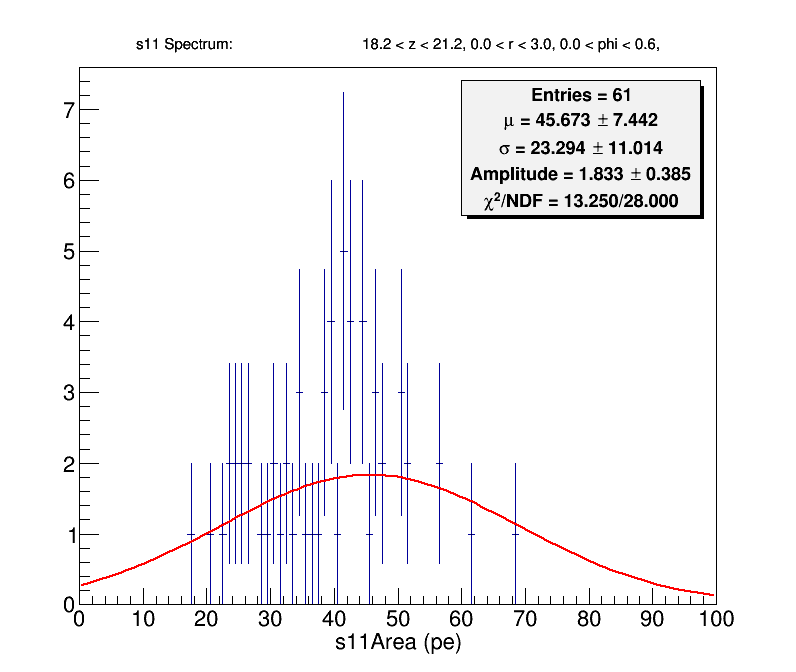 s11 Spectrum: 18.2 < z < 21.2, 0.0 < r < 3.0, 0.0 < phi < 0.6,
Entries = 61
μ = 45.673 ± 7.442
σ = 23.294 ± 11.014
Amplitude = 1.833 ± 0.385
χ²/NDF = 13.250/28.000
7
6
5
4
3
2
1
0
0 10 20 30 40 50 60 70 80 90 100
s11Area (pe)